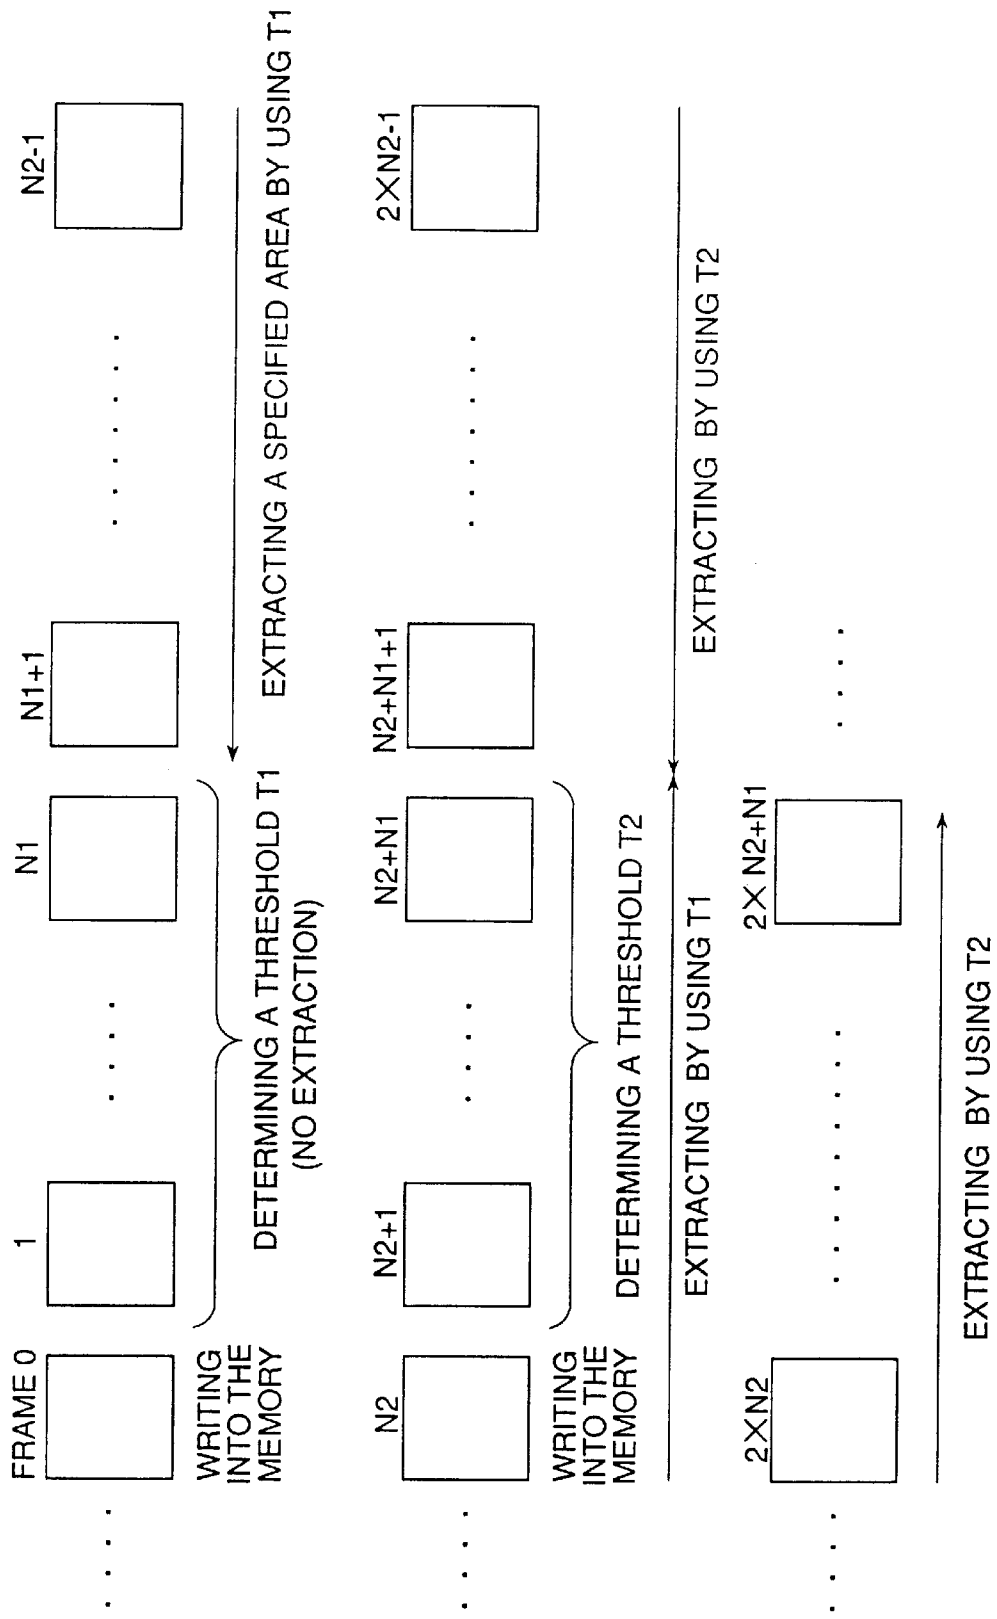 FRAME 0
1
N1
N1+1
N2-1
WRITING
INTO THE
MEMORY
DETERMINING A THRESHOLD T1
(NO EXTRACTION)
EXTRACTING A SPECIFIED AREA BY USING T1
N2
N2+1
N2+N1
N2+N1+1
2×N2-1
WRITING
INTO THE
MEMORY
DETERMINING A THRESHOLD T2
EXTRACTING BY USING T1
EXTRACTING BY USING T2
2×N2
2×N2+N1
EXTRACTING BY USING T2